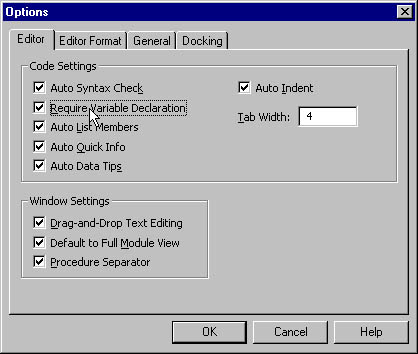 Options
Editor Editor Format General Docking
Code Settings
Auto Syntax Check
Auto Indent
Require Variable Declaration
Tab Width: 4
Auto List Members
Auto Quick Info
Auto Data Tips
Window Settings
Drag-and-Drop Text Editing
Default to Full Module View
Procedure Separator
OK Cancel Help